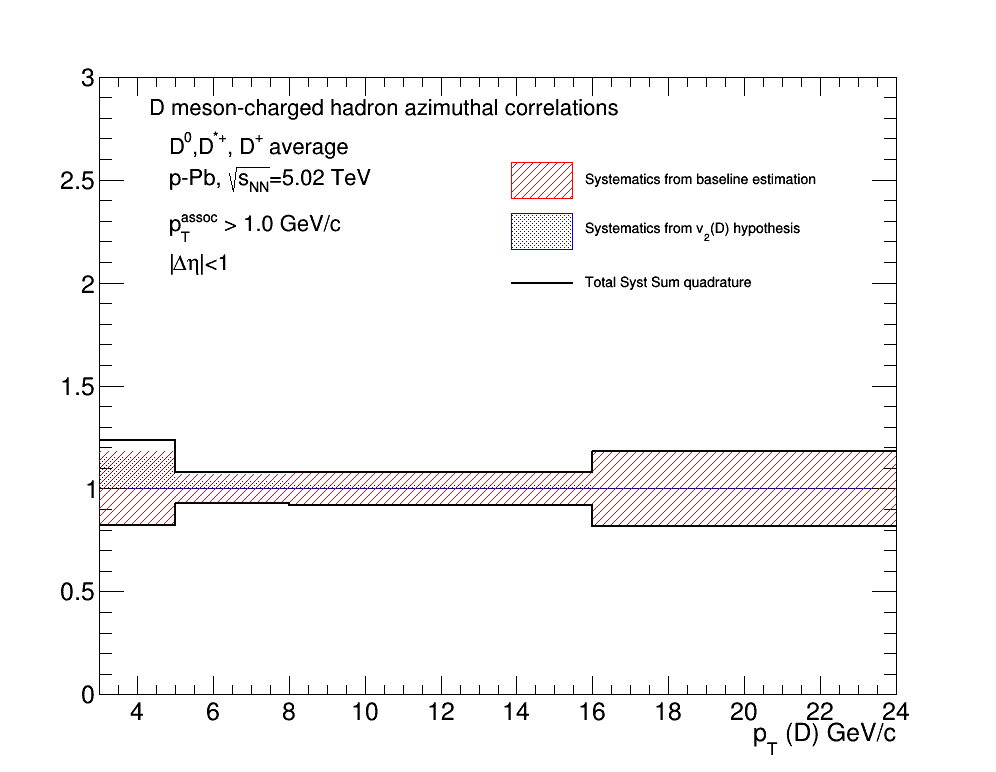 D meson-charged hadron azimuthal correlations
D⁰,D*⁺, D⁺ average
p-Pb, √s_NN=5.02 TeV
p_T^assoc > 1.0 GeV/c
|Δη|<1
Systematics from baseline estimation
Systematics from v₂(D) hypothesis
Total Syst Sum quadrature
3
2.5
2
1.5
1
0.5
0
4 6 8 10 12 14 16 18 20 22 24
p_T (D) GeV/c